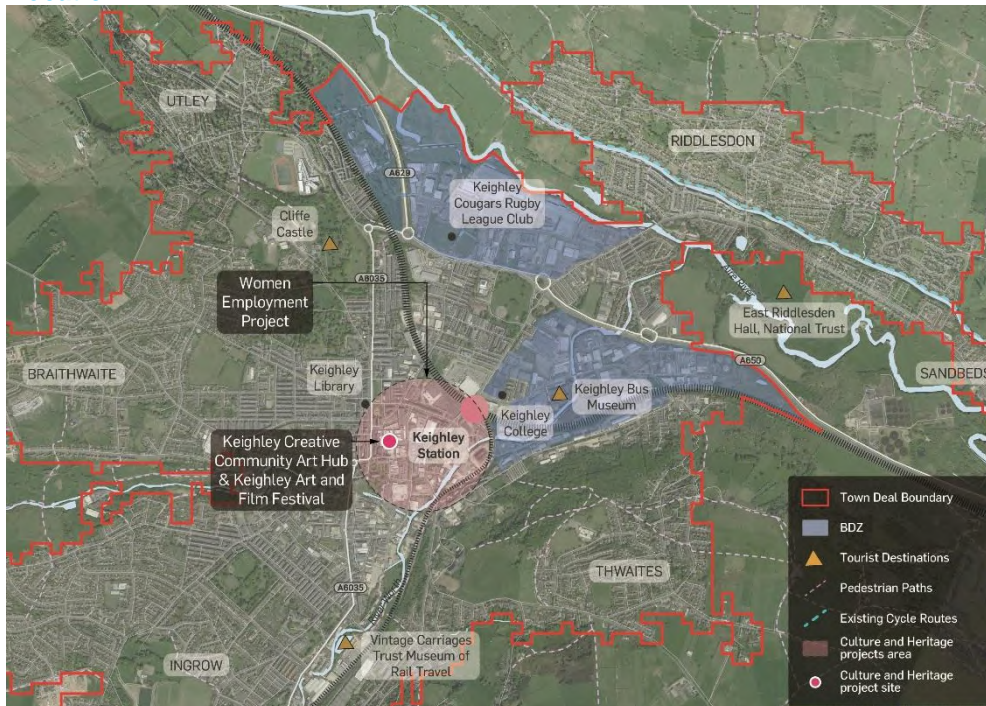 UTLEY
RIDDLESDON
A629
Keighley
Cougars Rugby
League Club
Cliffe
Castle
A6035
Women
Employment
Project
Aire River
East Riddlesden
Hall, National Trust
A650
SANDBEDS
BRAITHWAITE
Keighley
Library
Keighley Bus
Museum
Keighley
College
Keighley
Station
Keighley Creative
Community Art Hub
& Keighley Art and
Film Festival
THWAITES
A6035
INGROW
Vintage Carriages
Trust Museum of
Rail Travel
Town Deal Boundary
BDZ
Tourist Destinations
Pedestrian Paths
Existing Cycle Routes
Culture and Heritage
projects area
Culture and Heritage
project site